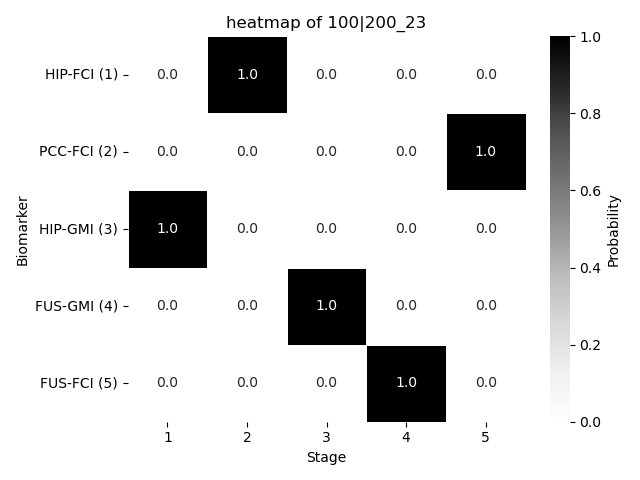 heatmap of 100|200_23
HIP-FCI (1) 0.0 1.0 0.0 0.0 0.0
PCC-FCI (2) 0.0 0.0 0.0 0.0 1.0
HIP-GMI (3) 1.0 0.0 0.0 0.0 0.0
FUS-GMI (4) 0.0 0.0 1.0 0.0 0.0
FUS-FCI (5) 0.0 0.0 0.0 1.0 0.0
Biomarker
1 2 3 4 5
Stage
1.0
0.8
0.6
0.4
0.2
0.0
Probability